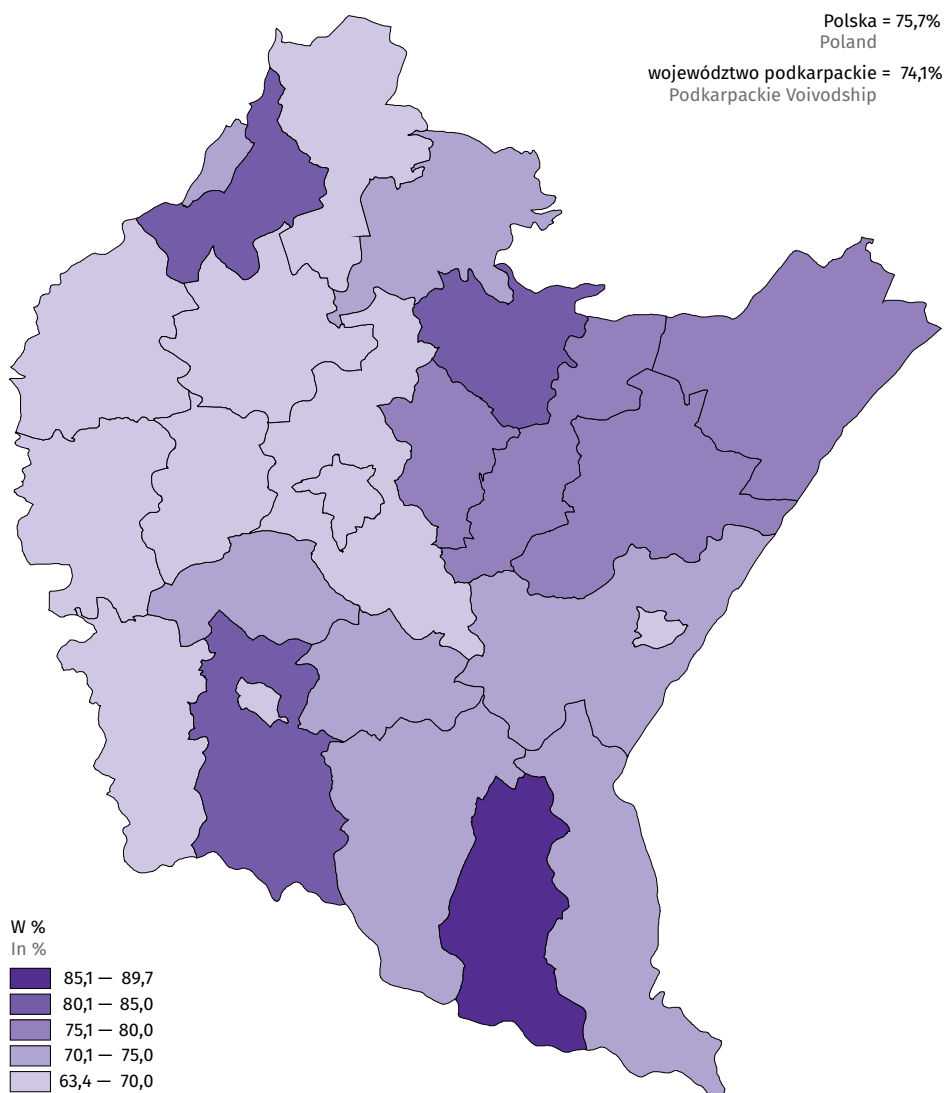 Polska = 75,7%
Poland
województwo podkarpackie = 74,1%
Podkarpackie Voivodship
W %
In %
85,1 — 89,7
80,1 — 85,0
75,1 — 80,0
70,1 — 75,0
63,4 — 70,0